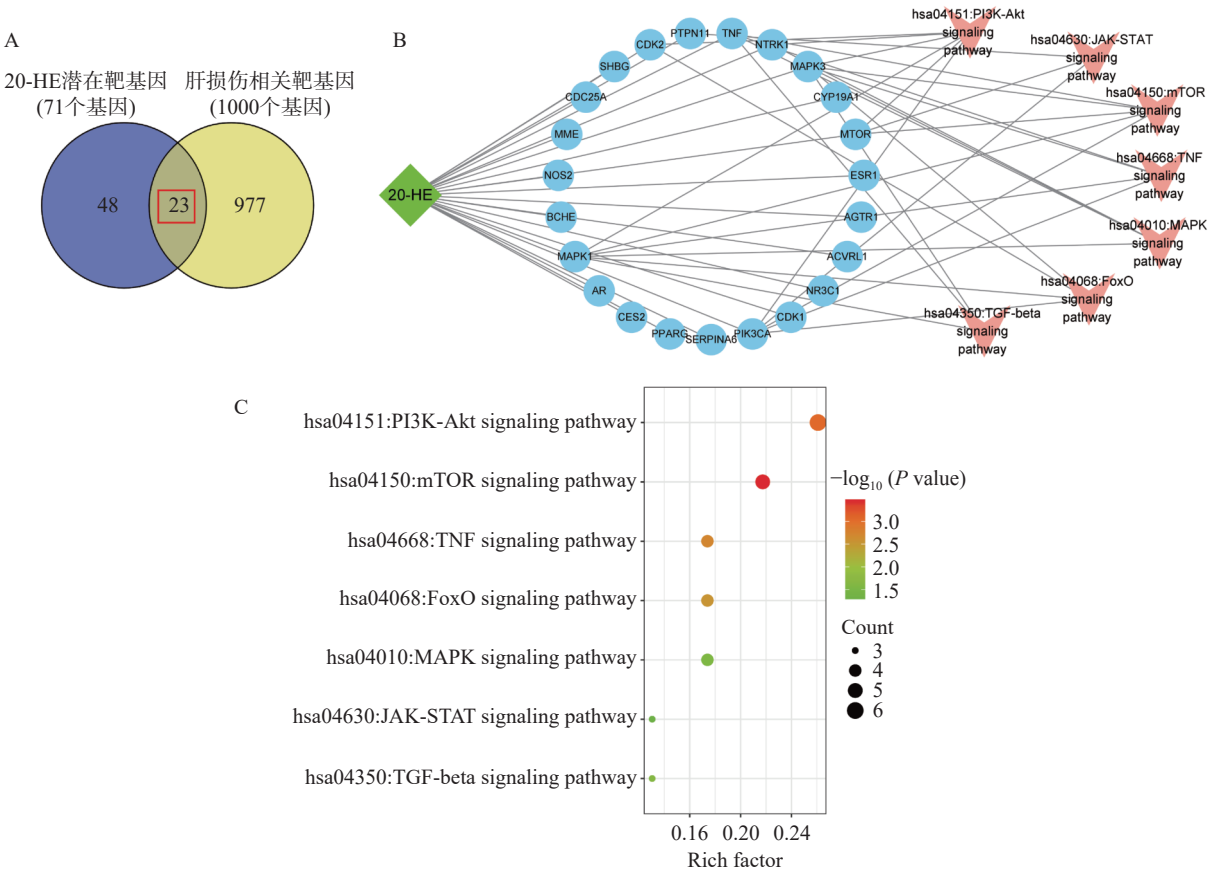 A
20-HE潜在靶基因
(71个基因)
肝损伤相关靶基因
(1000个基因)
48
23
977
B
20-HE
PTPN11
TNF
NTRK1
CDK2
MAPK3
SHBG
CYP19A1
CDC25A
MTOR
MME
ESR1
NOS2
AGTR1
BCHE
ACVRL1
MAPK1
NR3C1
AR
CDK1
CES2
PIK3CA
PPARG
SERPINA6
hsa04151:PI3K-Akt
signaling
pathway
hsa04630:JAK-STAT
signaling
pathway
hsa04150:mTOR
signaling
pathway
hsa04668:TNF
signaling
pathway
hsa04010:MAPK
signaling
pathway
hsa04068:FoxO
signaling
pathway
hsa04350:TGF-beta
signaling
pathway
C
hsa04151:PI3K-Akt signaling pathway
hsa04150:mTOR signaling pathway
hsa04668:TNF signaling pathway
hsa04068:FoxO signaling pathway
hsa04010:MAPK signaling pathway
hsa04630:JAK-STAT signaling pathway
hsa04350:TGF-beta signaling pathway
0.16 0.20 0.24
Rich factor
−log₁₀ (P value)
3.0
2.5
2.0
1.5
Count
3
4
5
6